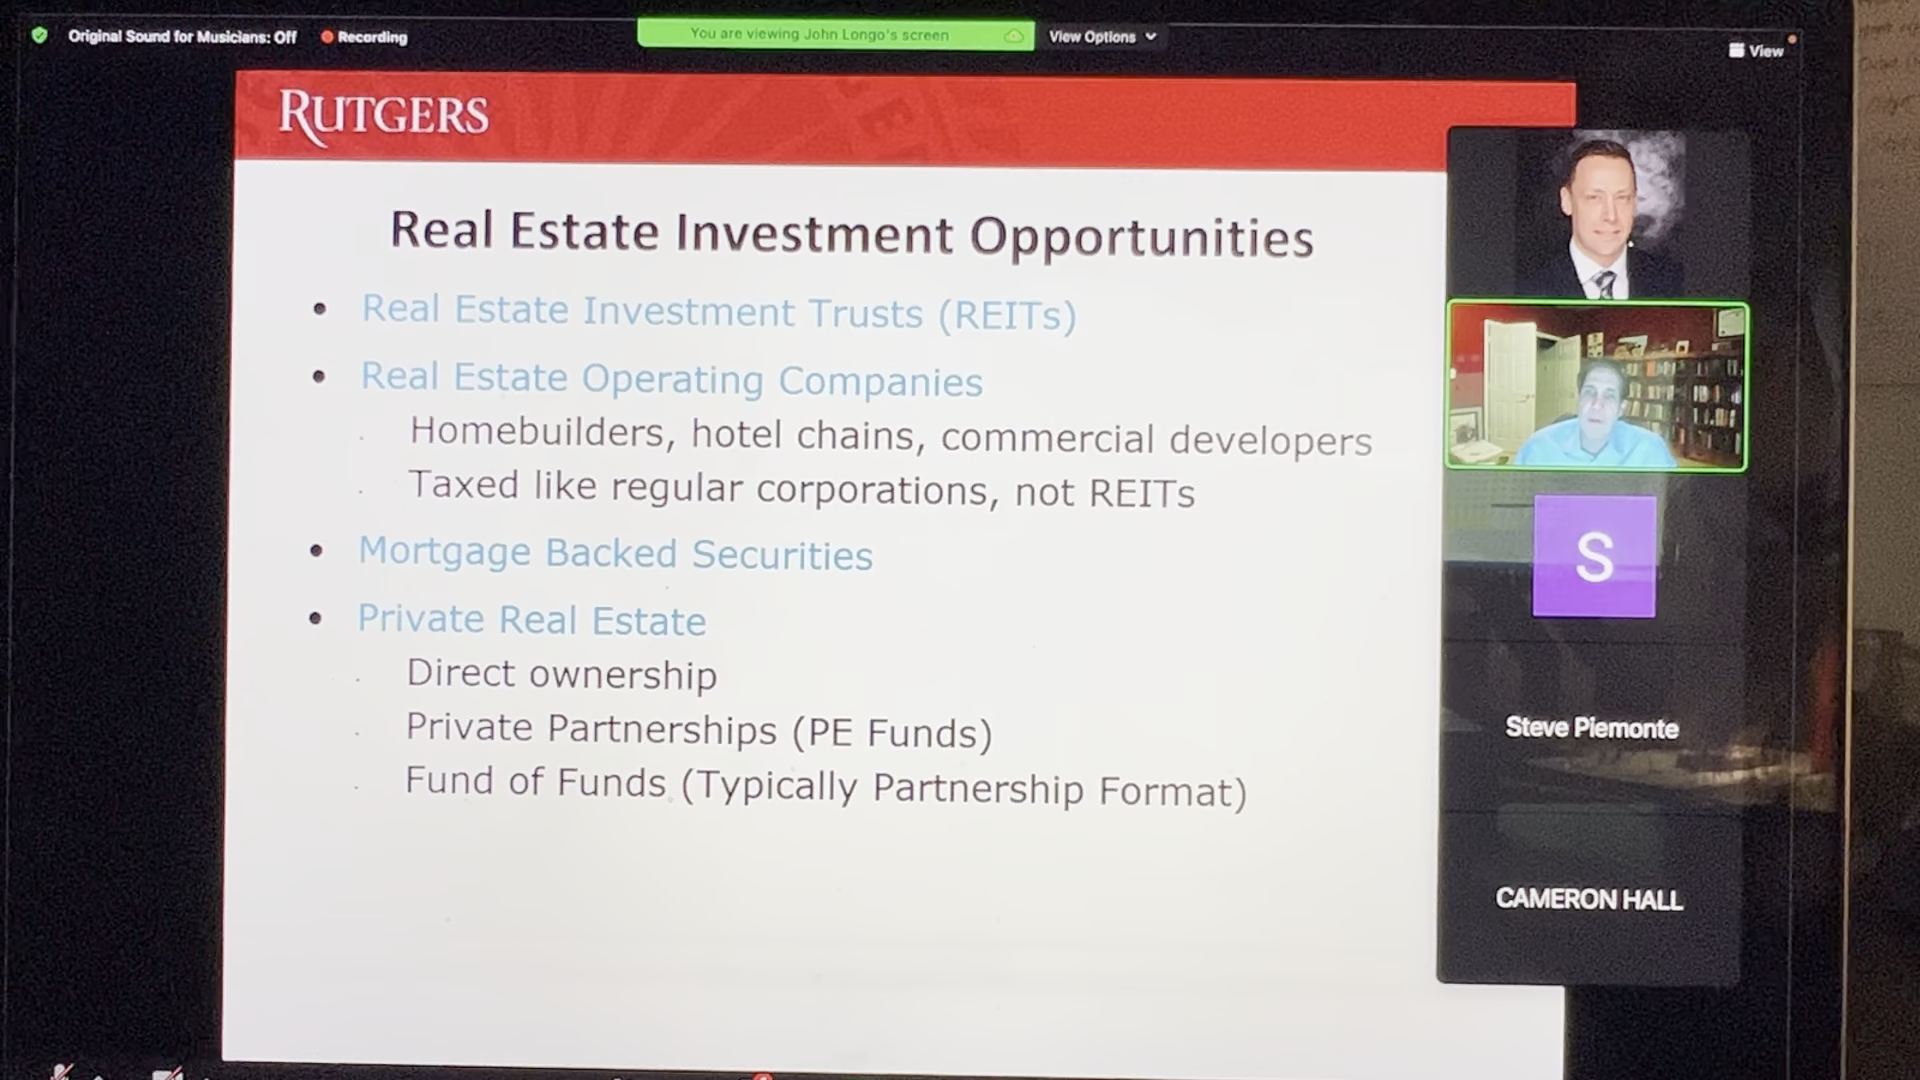 Original Sound for Musicians: Off
Recording
You are viewing John Longo's screen
View Options
View
RUTGERS
Real Estate Investment Opportunities
• Real Estate Investment Trusts (REITs)
• Real Estate Operating Companies
. Homebuilders, hotel chains, commercial developers
. Taxed like regular corporations, not REITs
• Mortgage Backed Securities
• Private Real Estate
. Direct ownership
. Private Partnerships (PE Funds)
. Fund of Funds (Typically Partnership Format)
S
Steve Piemonte
CAMERON HALL